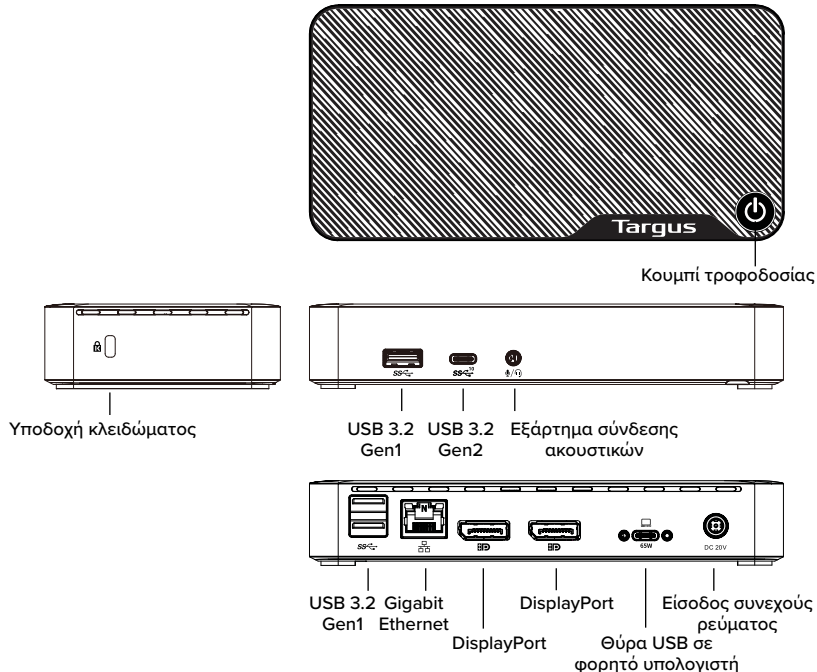 Targus
Κουμπί τροφοδοσίας
Υποδοχή κλειδώματος
10
USB 3.2
Gen1
USB 3.2
Gen2
Εξάρτημα σύνδεσης
ακουστικών
65W
DC 20V
USB 3.2
Gen1
Gigabit
Ethernet
DisplayPort
DisplayPort
Θύρα USB σε
φορητό υπολογιστή
Είσοδος συνεχούς
ρεύματος